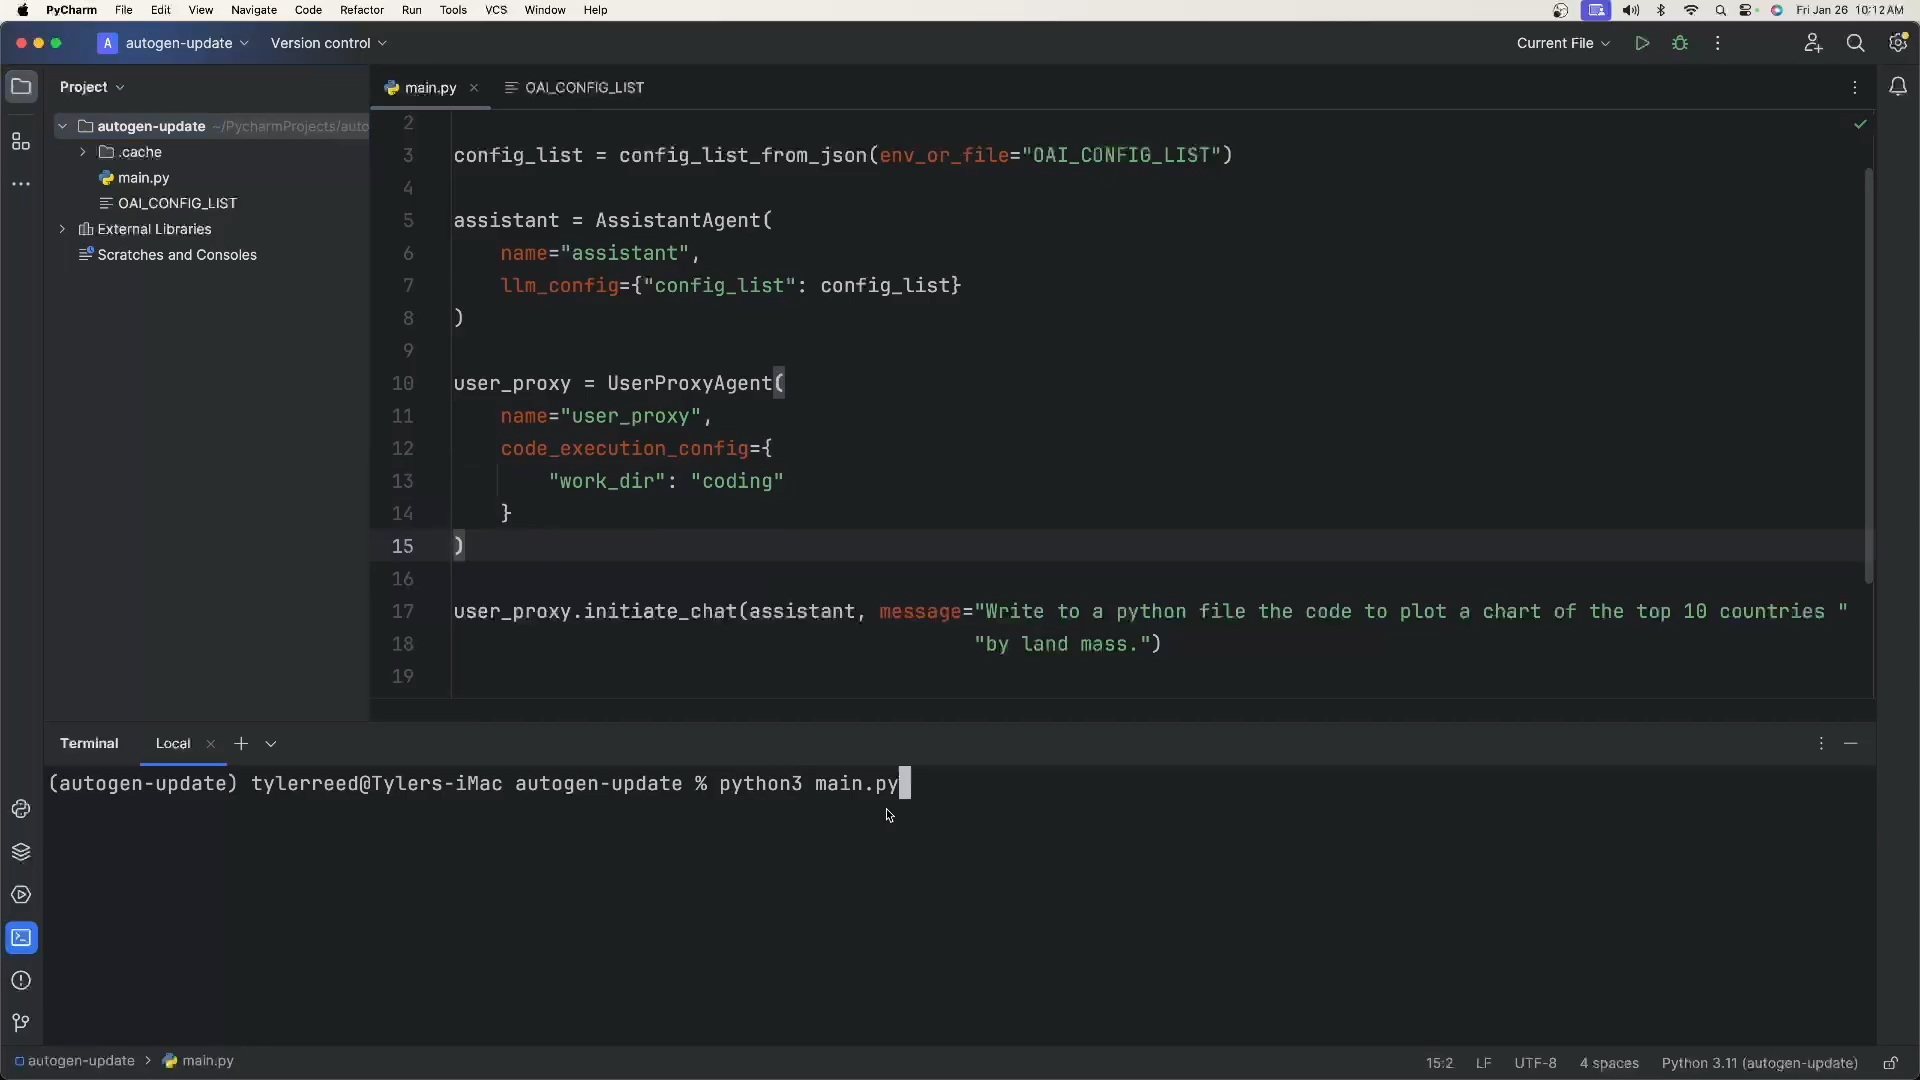 PyCharm File Edit View Navigate Code Refactor Run Tools VCS Window Help Fri Jan 26 10:12 AM
A autogen-update Version control Current File
Project main.py OAI_CONFIG_LIST
autogen-update ~/PycharmProjects/auto
.cache
main.py
OAI_CONFIG_LIST
External Libraries
Scratches and Consoles
2
3 config_list = config_list_from_json(env_or_file="OAI_CONFIG_LIST")
4
5 assistant = AssistantAgent(
6 name="assistant",
7 llm_config={"config_list": config_list}
8 )
9
10 user_proxy = UserProxyAgent(
11 name="user_proxy",
12 code_execution_config={
13 "work_dir": "coding"
14 }
15 )
16
17 user_proxy.initiate_chat(assistant, message="Write to a python file the code to plot a chart of the top 10 countries "
18 "by land mass.")
19
Terminal Local
(autogen-update) tylerreed@Tylers-iMac autogen-update % python3 main.py
autogen-update > main.py 15:2 LF UTF-8 4 spaces Python 3.11 (autogen-update)